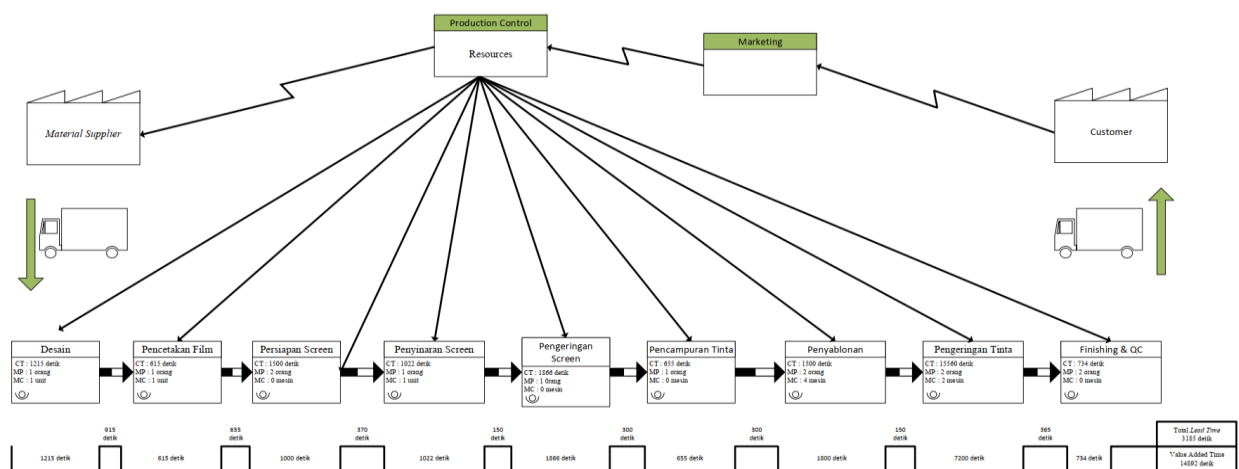 Production Control
Resources
Marketing
Material Supplier
Customer
Desain
CT : 1215 detik
MP : 1 orang
MC : 1 unit
Pencetakan Film
CT : 615 detik
MP : 1 orang
MC : 1 unit
Persiapan Screen
CT : 1500 detik
MP : 2 orang
MC : 0 mesin
Penyinaran Screen
CT : 1022 detik
MP : 1 orang
MC : 1 unit
Pengeringan
Screen
CT : 1866 detik
MP : 1 Orang
MC : 0 mesin
Pencampuran Tinta
CT : 655 detik
MP : 1 orang
MC : 0 mesin
Penyablonan
CT : 1500 detik
MP : 2 orang
MC : 4 mesin
Pengeringan Tinta
CT : 15560 detik
MP : 2 orang
MC : 2 mesin
Finishing & QC
CT : 734 detik
MP : 2 orang
MC : 0 mesin
915
detik
635
detik
370
detik
150
detik
300
detik
300
detik
150
detik
365
detik
Total Lead Time
3185 detik
1215 detik
615 detik
1000 detik
1022 detik
1866 detik
655 detik
1800 detik
7200 detik
734 detik
Value Added Time
14892 detik